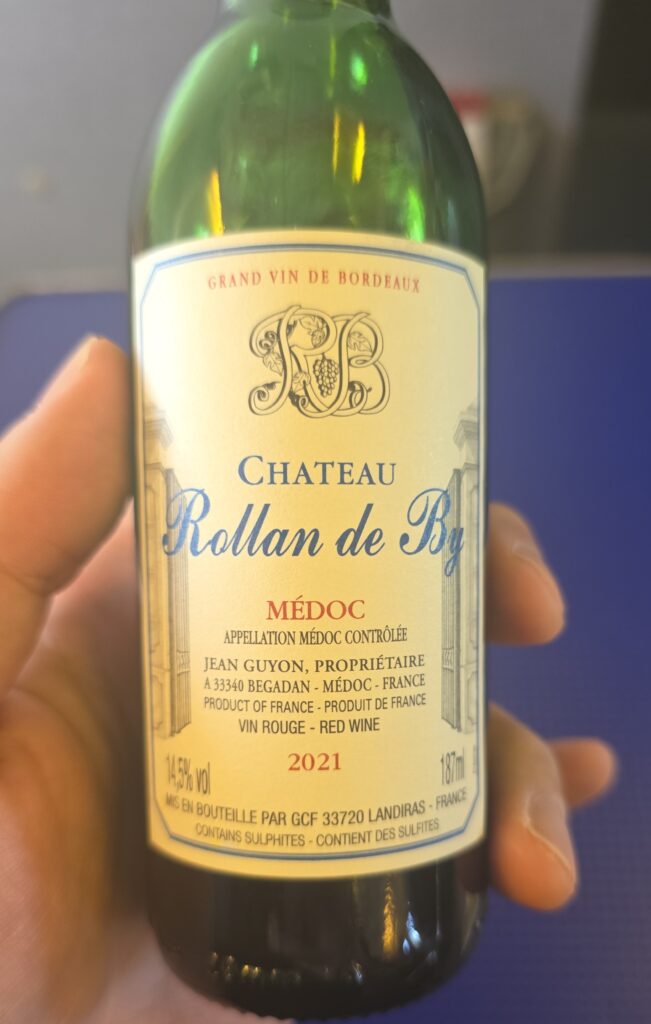 GRAND VIN DE BORDEAUX
RB
CHATEAU
Rollan de By
MÉDOC
APPELLATION MÉDOC CONTRÔLÉE
JEAN GUYON, PROPRIÉTAIRE
A 33340 BEGADAN - MÉDOC - FRANCE
PRODUCT OF FRANCE - PRODUIT DE FRANCE
VIN ROUGE - RED WINE
2021
14,5% vol
187ml
MIS EN BOUTEILLE PAR GCF 33720 LANDIRAS - FRANCE
CONTAINS SULPHITES - CONTIENT DES SULFITES